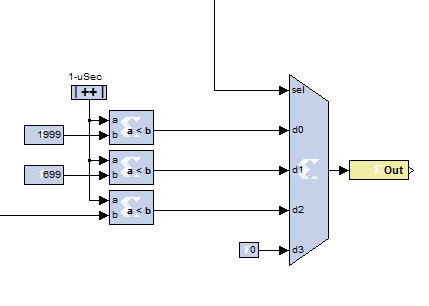 1-uSec
++
sel
a
b
a < b
1999
d0
a
b
a < b
699
d1
Out
a
b
a < b
d2
0
d3